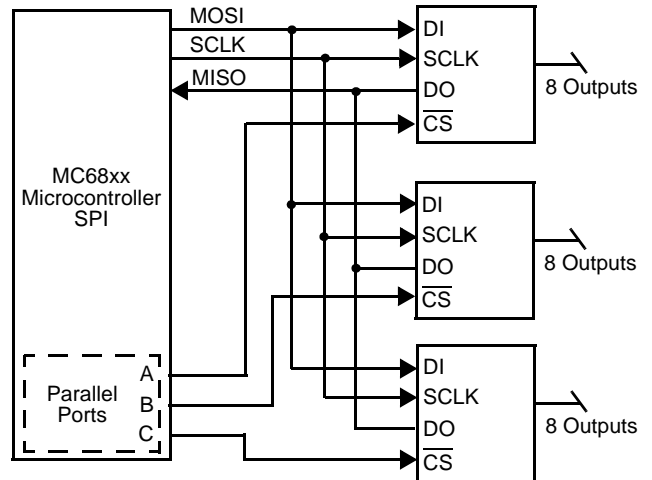 MOSI
SCLK
MISO
MC68xx
Microcontroller
SPI
Parallel
Ports
A
B
C
DI
SCLK
DO
CS
8 Outputs
DI
SCLK
DO
CS
8 Outputs
DI
SCLK
DO
CS
8 Outputs